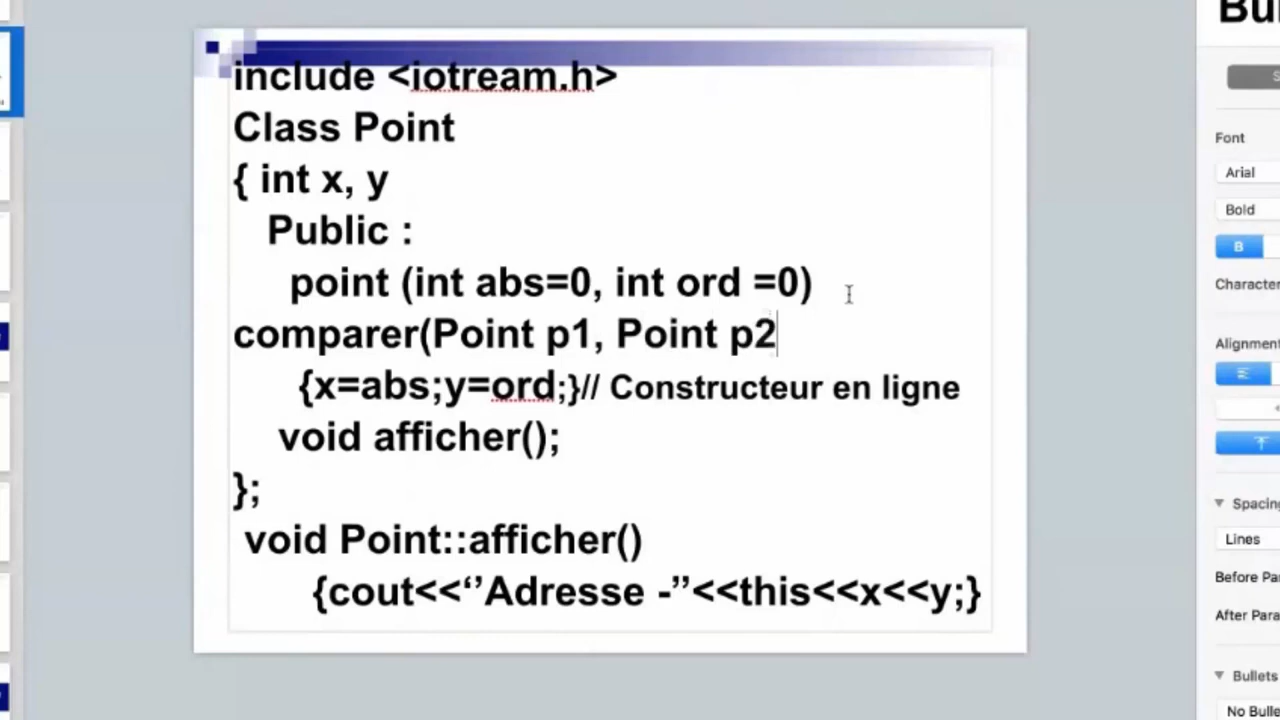 include <iotream.h>
Class Point
{ int x, y
Public :
point (int abs=0, int ord =0)
comparer(Point p1, Point p2
{x=abs;y=ord;}// Constructeur en ligne
void afficher();
};
void Point::afficher()
{cout<<‘’Adresse -’’<<this<<x<<y;}
Font
Arial
Bold
B
Spacing
Lines
Bullets